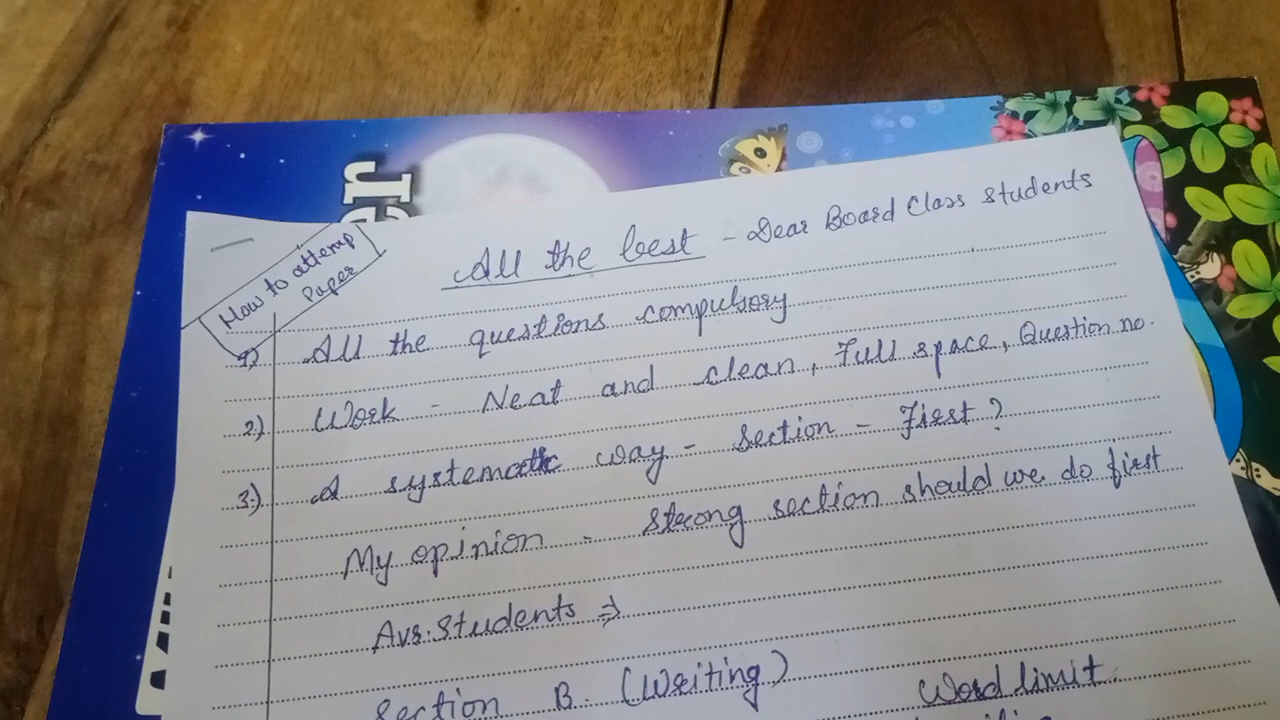 er
How to attemp
Paper
All the best - Dear Board Class students
1) All the questions compulsory
2.) Work - Neat and clean, Full space, Question no.
3.) A systematic way - Section - First?
My opinion - Strong section should we do first
Avg. Students ⇒
Section B. (Writing)
Word limit.